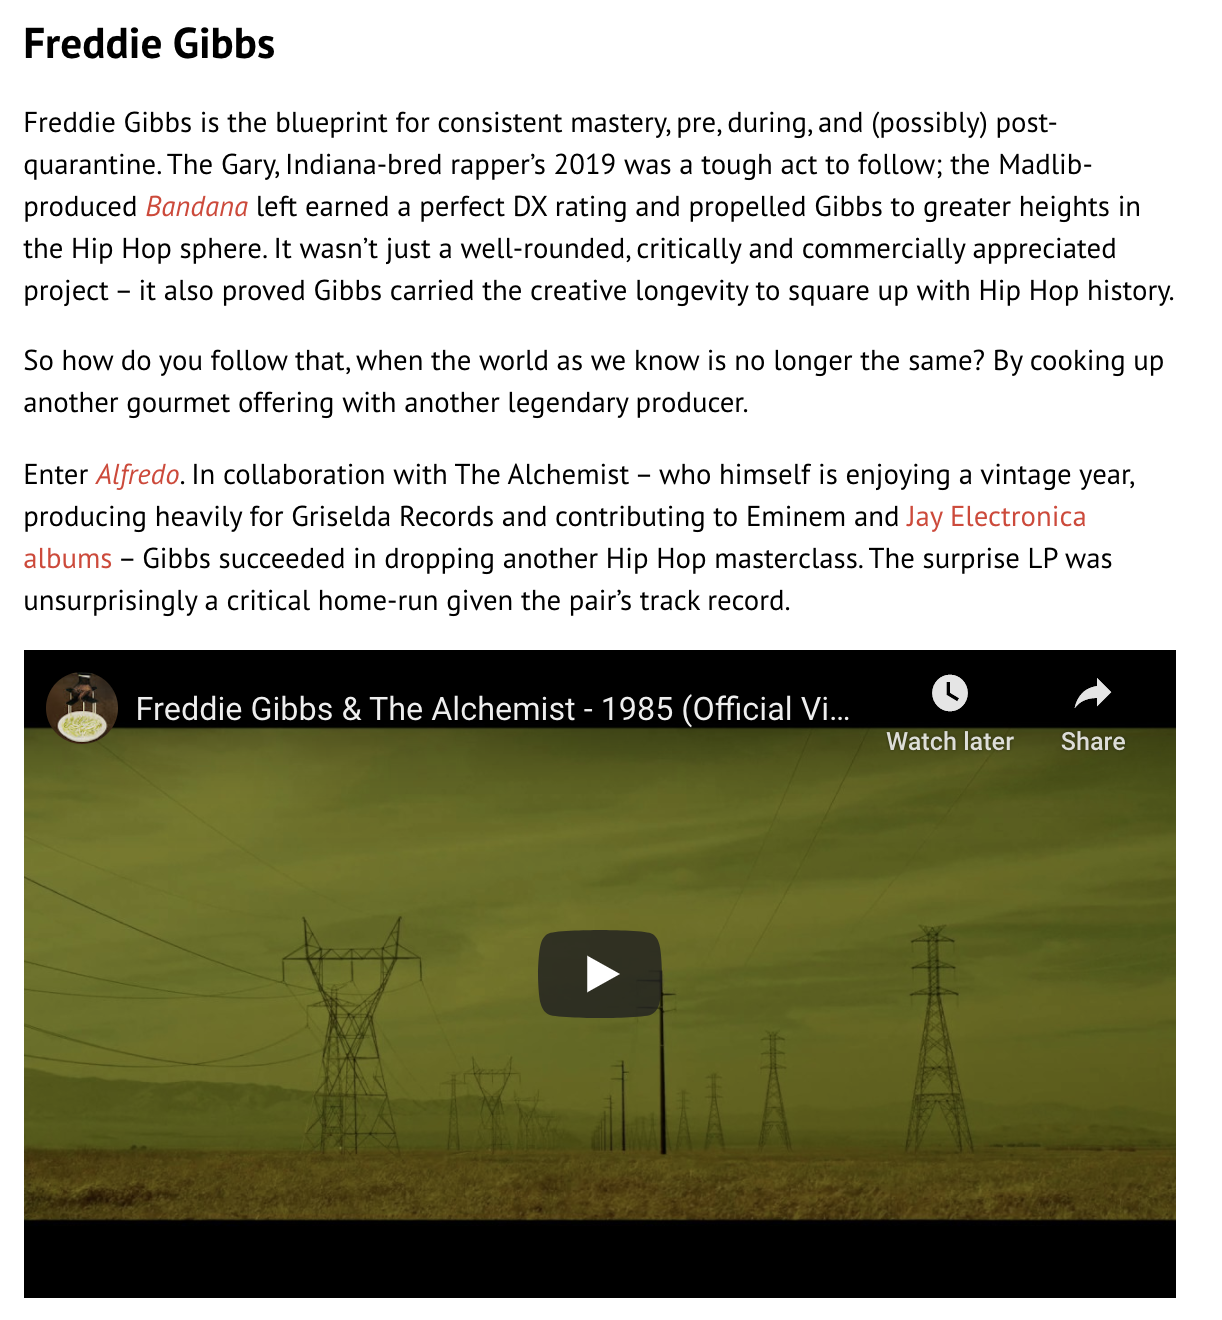 Freddie Gibbs
Freddie Gibbs is the blueprint for consistent mastery, pre, during, and (possibly) post-
quarantine. The Gary, Indiana-bred rapper’s 2019 was a tough act to follow; the Madlib-
produced Bandana left earned a perfect DX rating and propelled Gibbs to greater heights in
the Hip Hop sphere. It wasn’t just a well-rounded, critically and commercially appreciated
project – it also proved Gibbs carried the creative longevity to square up with Hip Hop history.
So how do you follow that, when the world as we know is no longer the same? By cooking up
another gourmet offering with another legendary producer.
Enter Alfredo. In collaboration with The Alchemist – who himself is enjoying a vintage year,
producing heavily for Griselda Records and contributing to Eminem and Jay Electronica
albums – Gibbs succeeded in dropping another Hip Hop masterclass. The surprise LP was
unsurprisingly a critical home-run given the pair’s track record.
Freddie Gibbs & The Alchemist - 1985 (Official Vi...
Watch later
Share